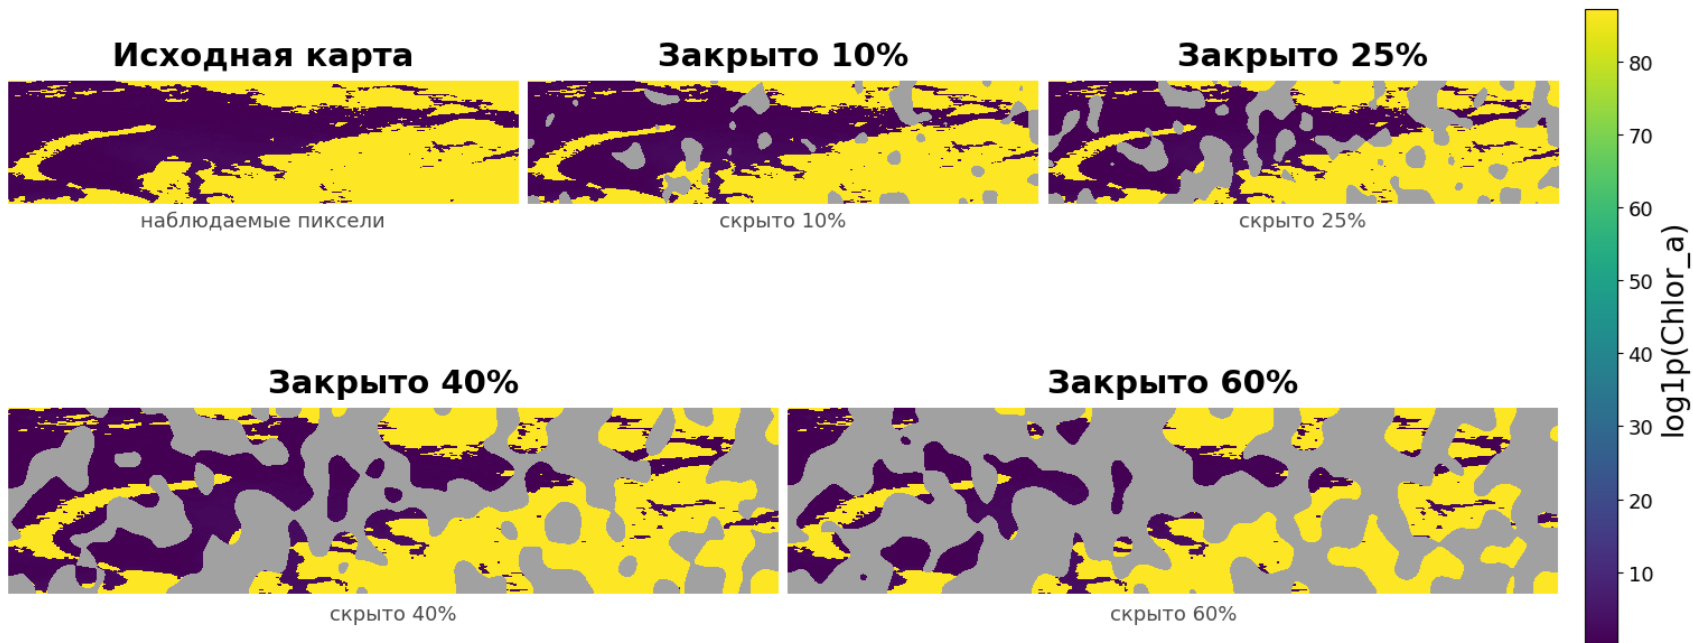 Исходная карта
наблюдаемые пиксели
Закрыто 10%
скрыто 10%
Закрыто 25%
скрыто 25%
Закрыто 40%
скрыто 40%
Закрыто 60%
скрыто 60%
80
70
60
50
40
30
20
10
log1p(Chlor_a)